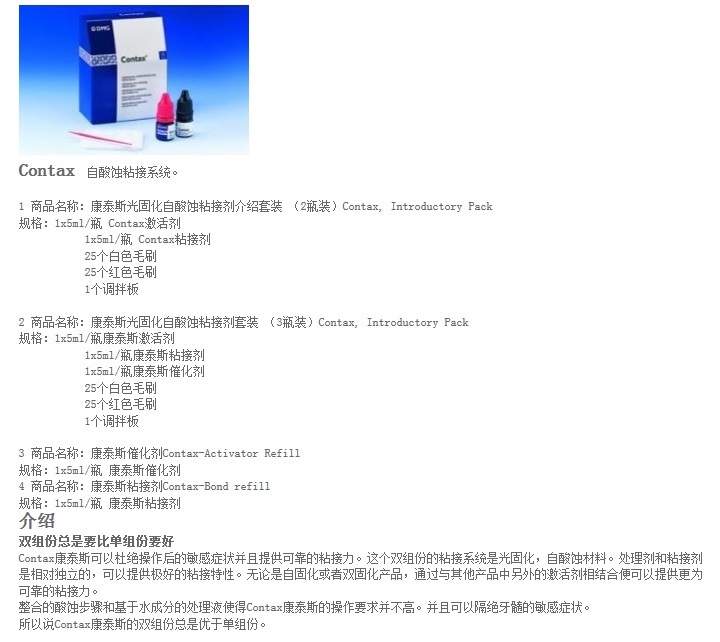 DMG
Contax
Contax 自酸蚀粘接系统。
1 商品名称: 康泰斯光固化自酸蚀粘接剂介绍套装 （2瓶装）Contax, Introductory Pack
规格: 1x5ml/瓶 Contax激活剂
1x5ml/瓶 Contax粘接剂
25个白色毛刷
25个红色毛刷
1个调拌板
2 商品名称: 康泰斯光固化自酸蚀粘接剂套装 （3瓶装）Contax, Introductory Pack
规格: 1x5ml/瓶康泰斯激活剂
1x5ml/瓶康泰斯粘接剂
1x5ml/瓶康泰斯催化剂
25个白色毛刷
25个红色毛刷
1个调拌板
3 商品名称: 康泰斯催化剂Contax-Activator Refill
规格: 1x5ml/瓶 康泰斯催化剂
4 商品名称: 康泰斯粘接剂Contax-Bond refill
规格: 1x5ml/瓶 康泰斯粘接剂
介绍
双组份总是要比单组份要好
Contax康泰斯可以杜绝操作后的敏感症状并且提供可靠的粘接力。这个双组份的粘接系统是光固化，自酸蚀材料。处理剂和粘接剂
是相对独立的，可以提供极好的粘接特性。无论是自固化或者双固化产品，通过与其他产品中另外的激活剂相结合便可以提供更为
可靠的粘接力。
整合的酸蚀步骤和基于水成分的处理液使得Contax康泰斯的操作要求并不高。并且可以隔绝牙髓的敏感症状。
所以说Contax康泰斯的双组份总是优于单组份。